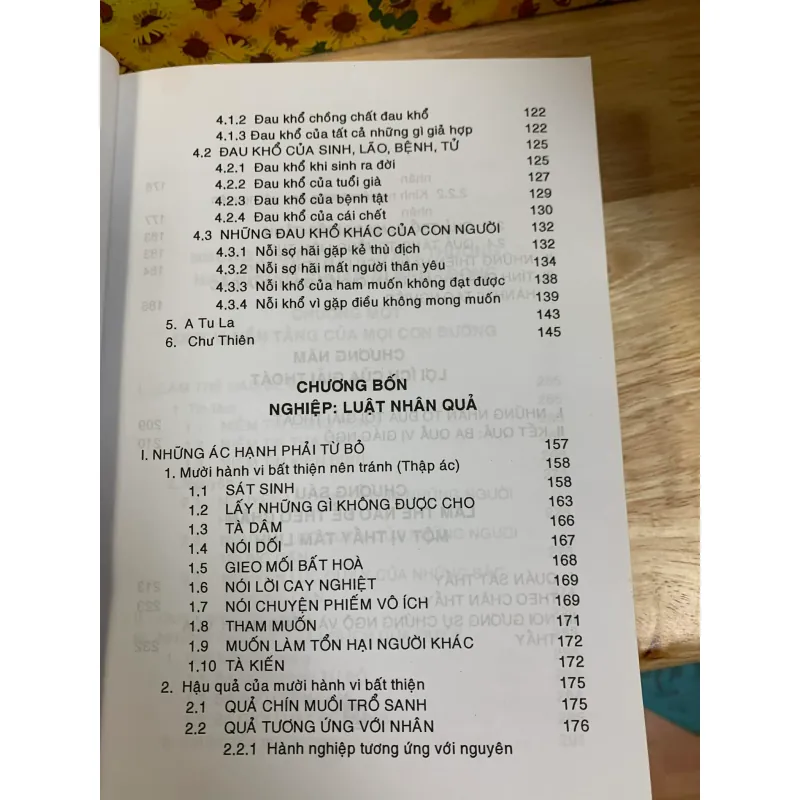 4.1.2 Đau khổ chồng chất đau khổ 122
4.1.3 Đau khổ của tất cả những gì giả hợp 122
4.2 ĐAU KHỔ CỦA SINH, LÃO, BỆNH, TỬ 125
4.2.1 Đau khổ khi sinh ra đời 125
4.2.2 Đau khổ của tuổi già 127
4.2.3 Đau khổ của bệnh tật 129
4.2.4 Đau khổ của cái chết 130
4.3 NHỮNG ĐAU KHỔ KHÁC CỦA CON NGƯỜI 132
4.3.1 Nỗi sợ hãi gặp kẻ thù địch 132
4.3.2 Nỗi sợ hãi mất người thân yêu 134
4.3.3 Nỗi khổ của ham muốn không đạt được 138
4.3.4 Nỗi khổ vì gặp điều không mong muốn 139
5. A Tu La 143
6. Chư Thiên 145
CHƯƠNG BỐN
NGHIỆP: LUẬT NHÂN QUẢ
I. NHỮNG ÁC HẠNH PHẢI TỪ BỎ 157
1. Mười hành vi bất thiện nên tránh (Thập ác) 158
1.1 SÁT SINH 158
1.2 LẤY NHỮNG GÌ KHÔNG ĐƯỢC CHO 163
1.3 TÀ DÂM 166
1.4 NÓI DỐI 167
1.5 GIEO MỐI BẤT HOÀ 168
1.6 NÓI LỜI CAY NGHIỆT 169
1.7 NÓI CHUYỆN PHIẾM VÔ ÍCH 169
1.8 THAM MUỐN 171
1.9 MUỐN LÀM TỔN HẠI NGƯỜI KHÁC 172
1.10 TÀ KIẾN 172
2. Hậu quả của mười hành vi bất thiện 175
2.1 QUẢ CHÍN MUỒI TRỔ SANH 175
2.2 QUẢ TƯƠNG ỨNG VỚI NHÂN 176
2.2.1 Hành nghiệp tương ứng với nguyên